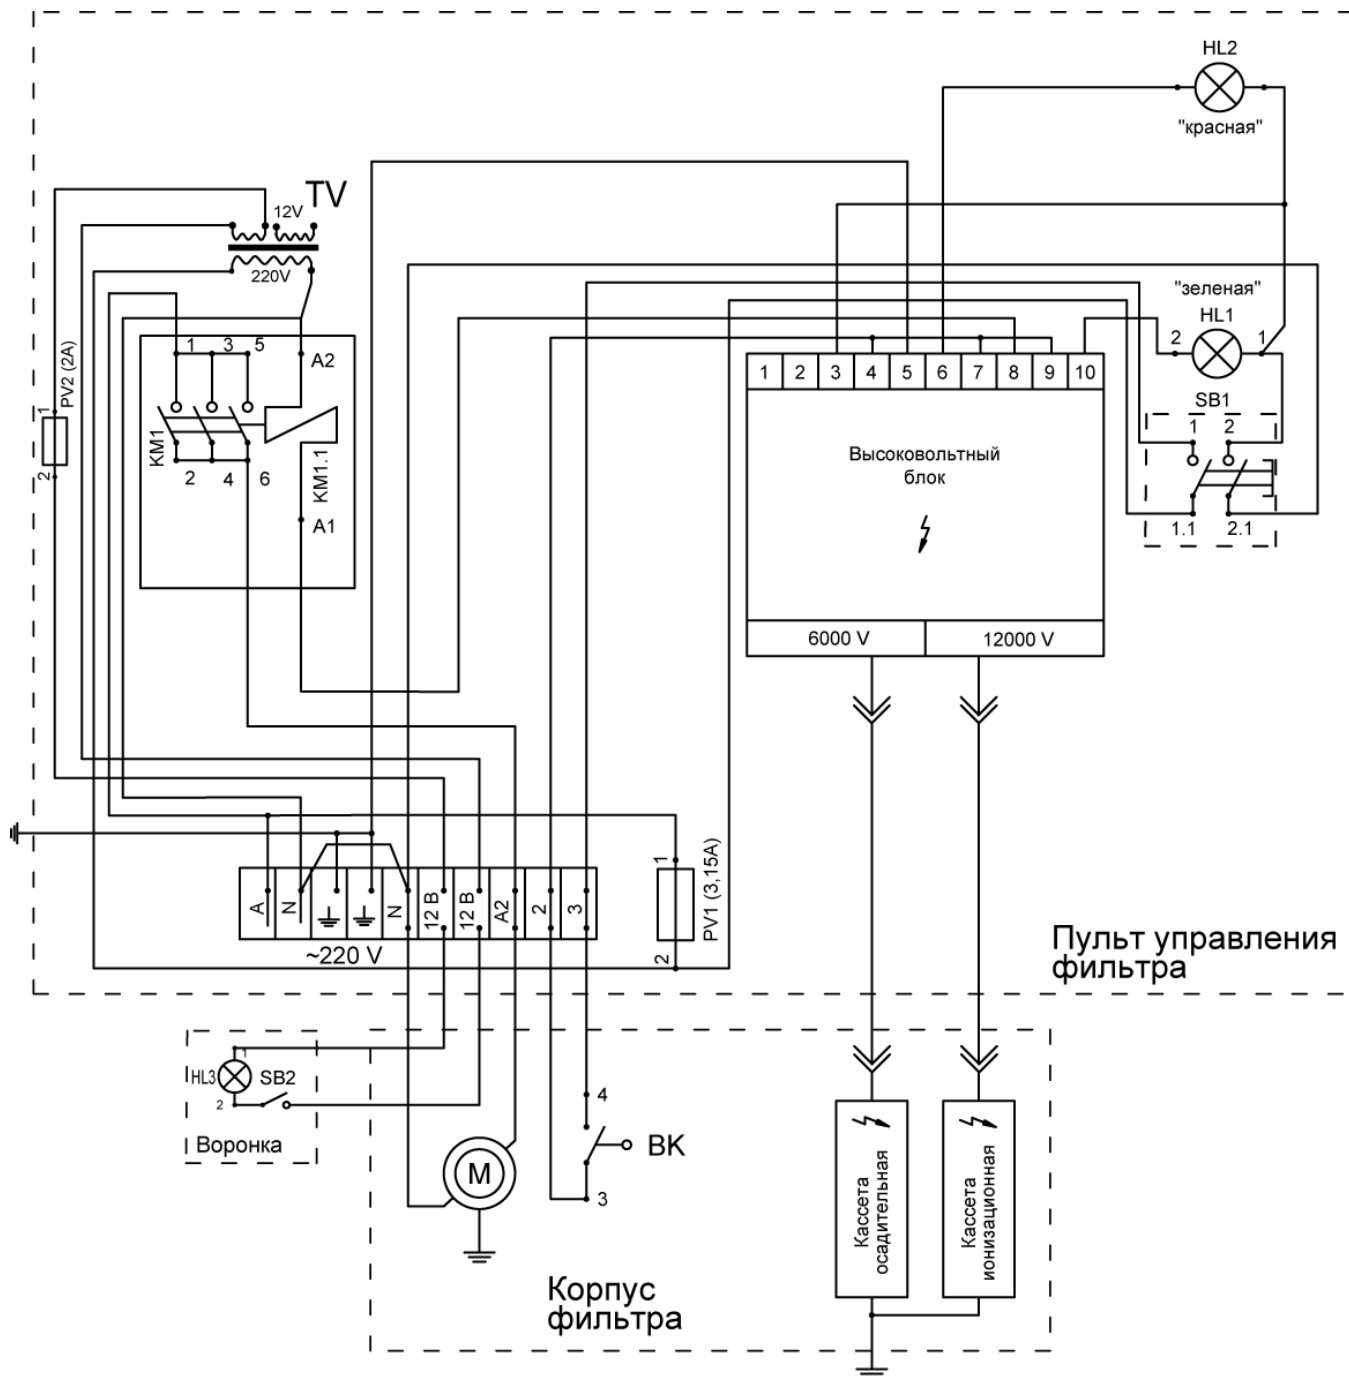 HL2
"красная"
TV
12V
220V
"зеленая"
HL1
2
1
1
3
5
A2
PV2 (2A)
1
2
KM1
KM1.1
2
4
6
A1
1
2
3
4
5
6
7
8
9
10
SB1
1
2
1.1
2.1
Высоковольтный
блок
6000 V
12000 V
A
N
N
12 В
12 В
A2
2
3
~220 V
1
PV1 (3,15A)
2
Пульт управления
фильтра
1
HL3
SB2
2
Воронка
M
4
BK
3
Кассета
осадительная
Кассета
ионизационная
Корпус
фильтра